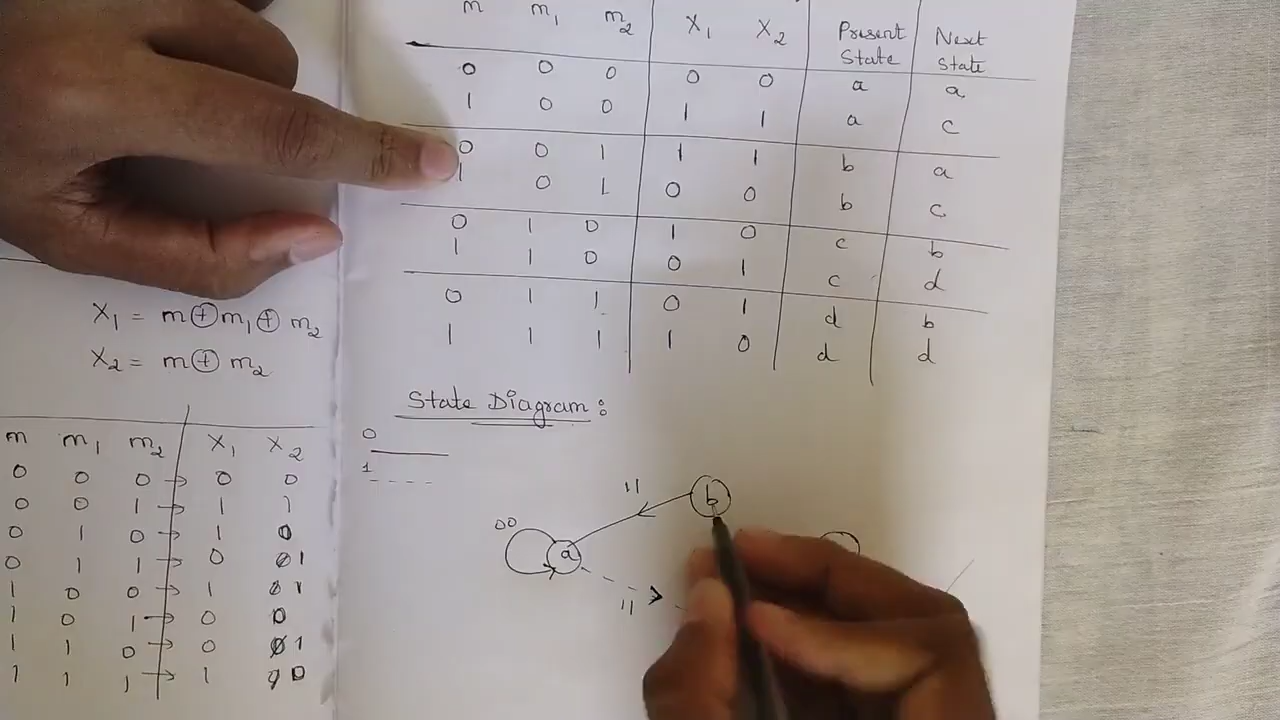 m m₁ m₂ X₁ X₂ Present State Next State
0 0 0 0 0 a a
1 0 0 1 1 a c
0 0 1 1 1 b a
1 0 1 0 0 b c
0 1 0 1 0 c b
1 1 0 0 1 c d
0 1 1 0 1 d b
1 1 1 1 0 d d
X₁ = m ⊕ m₁ ⊕ m₂
X₂ = m ⊕ m₂
m m₁ m₂ X₁ X₂
0 0 0 → 0 0
0 0 1 → 1 1
0 1 0 → 1 0
0 1 1 → 0 1
1 0 0 → 1 1
1 0 1 → 0 0
1 1 0 → 0 1
1 1 1 → 1 0
State Diagram :
0
1
11
b
00
a
11